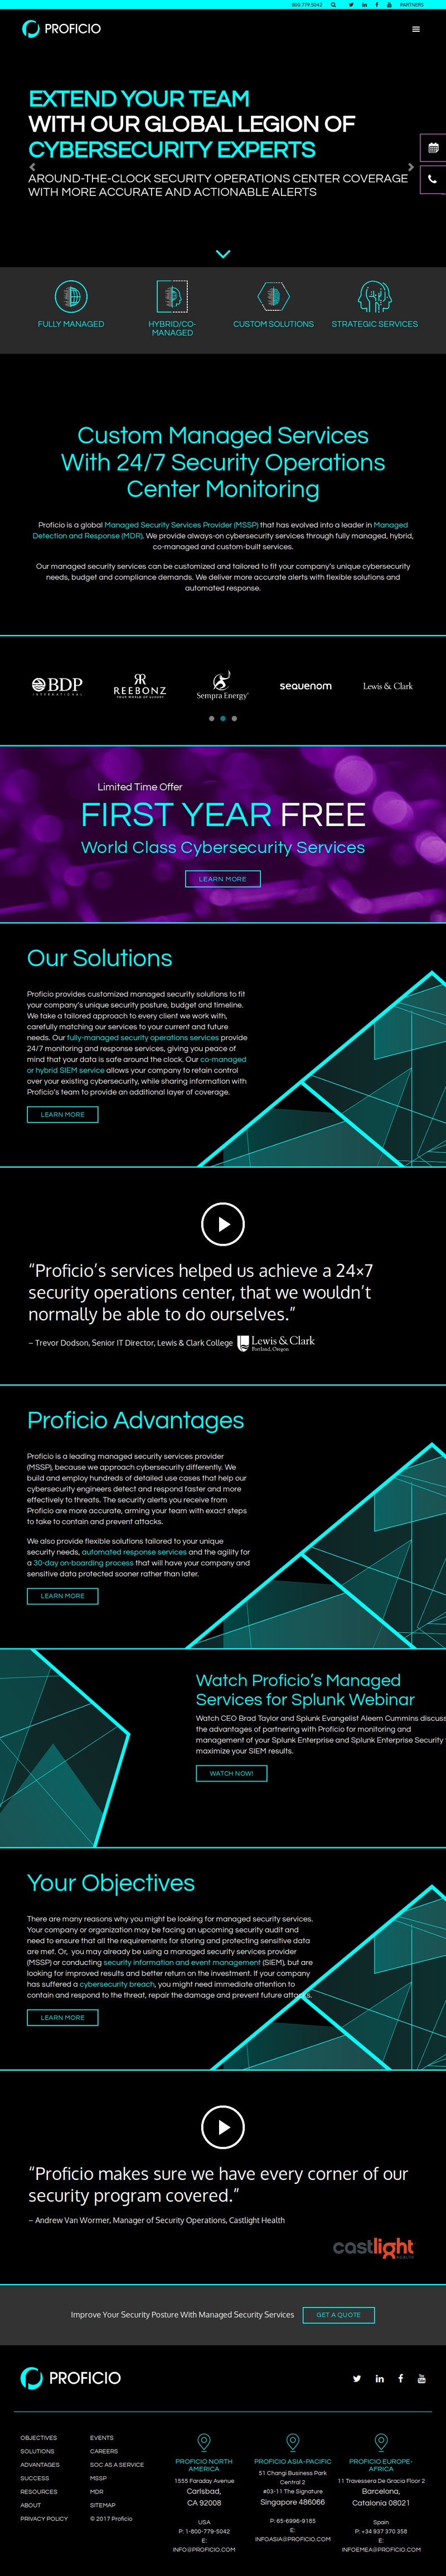 800.779.5042 PARTNERS
PROFICIO
EXTEND YOUR TEAM
WITH OUR GLOBAL LEGION OF
CYBERSECURITY EXPERTS
AROUND-THE-CLOCK SECURITY OPERATIONS CENTER COVERAGE
WITH MORE ACCURATE AND ACTIONABLE ALERTS
FULLY MANAGED
HYBRID/CO-
MANAGED
CUSTOM SOLUTIONS
STRATEGIC SERVICES
Custom Managed Services
With 24/7 Security Operations
Center Monitoring
Proficio is a global Managed Security Services Provider (MSSP) that has evolved into a leader in Managed
Detection and Response (MDR). We provide always-on cybersecurity services through fully managed, hybrid,
co-managed and custom-built services.
Our managed security services can be customized and tailored to fit your company's unique cybersecurity
needs, budget and compliance demands. We deliver more accurate alerts with flexible solutions and
automated response.
BDP
INTERNATIONAL
REEBONZ
YOUR WORLD OF LUXURY
Sempra Energy®
sequenom
Lewis & Clark
Limited Time Offer
FIRST YEAR FREE
World Class Cybersecurity Services
LEARN MORE
Our Solutions
Proficio provides customized managed security solutions to fit
your company's unique security posture, budget and timeline.
We take a tailored approach to every client we work with,
carefully matching our services to your current and future
needs. Our fully-managed security operations services provide
24/7 monitoring and response services, giving you peace of
mind that your data is safe around the clock. Our co-managed
or hybrid SIEM service allows your company to retain control
over your existing cybersecurity, while sharing information with
Proficio's team to provide an additional layer of coverage.
LEARN MORE
“Proficio’s services helped us achieve a 24×7
security operations center, that we wouldn’t
normally be able to do ourselves.”
– Trevor Dodson, Senior IT Director, Lewis & Clark College
Lewis & Clark
Portland, Oregon
Proficio Advantages
Proficio is a leading managed security services provider
(MSSP), because we approach cybersecurity differently. We
build and employ hundreds of detailed use cases that help our
cybersecurity engineers detect and respond faster and more
effectively to threats. The security alerts you receive from
Proficio are more accurate, arming your team with exact steps
to take to contain and prevent attacks.
We also provide flexible solutions tailored to your unique
security needs, automated response services and the agility for
a 30-day on-boarding process that will have your company and
sensitive data protected sooner rather than later.
LEARN MORE
Watch Proficio’s Managed
Services for Splunk Webinar
Watch CEO Brad Taylor and Splunk Evangelist Aleem Cummins discuss
the advantages of partnering with Proficio for monitoring and
management of your Splunk Enterprise and Splunk Enterprise Security
maximize your SIEM results.
WATCH NOW!
Your Objectives
There are many reasons why you might be looking for managed security services.
Your company or organization may be facing an upcoming security audit and
need to ensure that all the requirements for storing and protecting sensitive data
are met. Or, you may already be using a managed security services provider
(MSSP) or conducting security information and event management (SIEM), but are
looking for improved results and better return on the investment. If your company
has suffered a cybersecurity breach, you might need immediate attention to
contain and respond to the threat, repair the damage and prevent future attacks.
LEARN MORE
“Proficio makes sure we have every corner of our
security program covered.”
– Andrew Van Wormer, Manager of Security Operations, Castlight Health
castlight
HEALTH
Improve Your Security Posture With Managed Security Services
GET A QUOTE
PROFICIO
OBJECTIVES
SOLUTIONS
ADVANTAGES
SUCCESS
RESOURCES
ABOUT
PRIVACY POLICY
EVENTS
CAREERS
SOC AS A SERVICE
MSSP
MDR
SITEMAP
© 2017 Proficio
PROFICIO NORTH
AMERICA
1555 Faraday Avenue
Carlsbad,
CA 92008
USA
P: 1-800-779-5042
E:
INFO@PROFICIO.COM
PROFICIO ASIA-PACIFIC
51 Changi Business Park
Central 2
#03-11 The Signature
Singapore 486066
P: 65-6996-9185
E:
INFOASIA@PROFICIO.COM
PROFICIO EUROPE-
AFRICA
11 Travessera De Gracia Floor 2
Barcelona,
Catalonia 08021
Spain
P: +34 937 370 358
E:
INFOEMEA@PROFICIO.COM